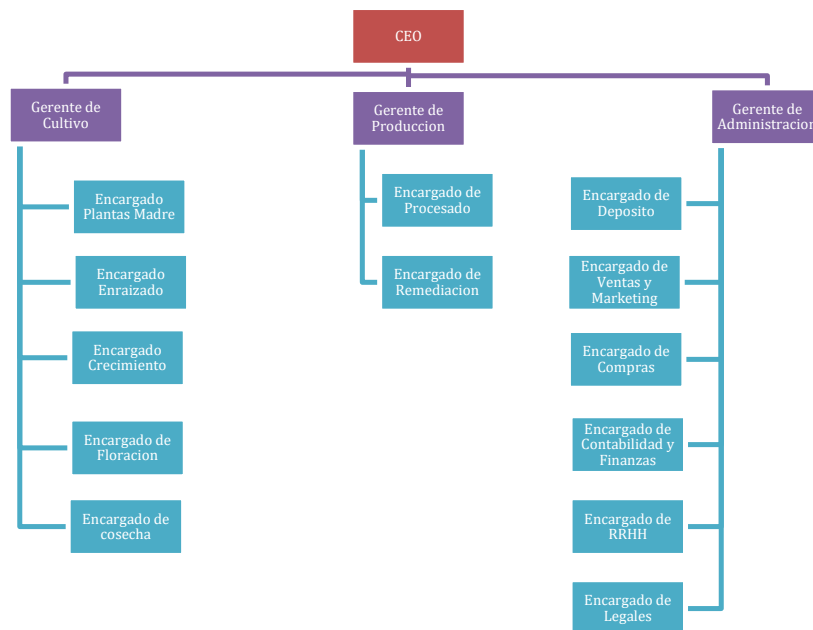 CEO
Gerente de
Cultivo
Gerente de
Produccion
Gerente de
Administracion
Encargado
Plantas Madre
Encargado
Enraizado
Encargado
Crecimiento
Encargado de
Floracion
Encargado de
cosecha
Encargado de
Procesado
Encargado de
Remediacion
Encargado de
Deposito
Encargado de
Ventas y
Marketing
Encargado de
Compras
Encargado de
Contabilidad y
Finanzas
Encargado de
RRHH
Encargado de
Legales